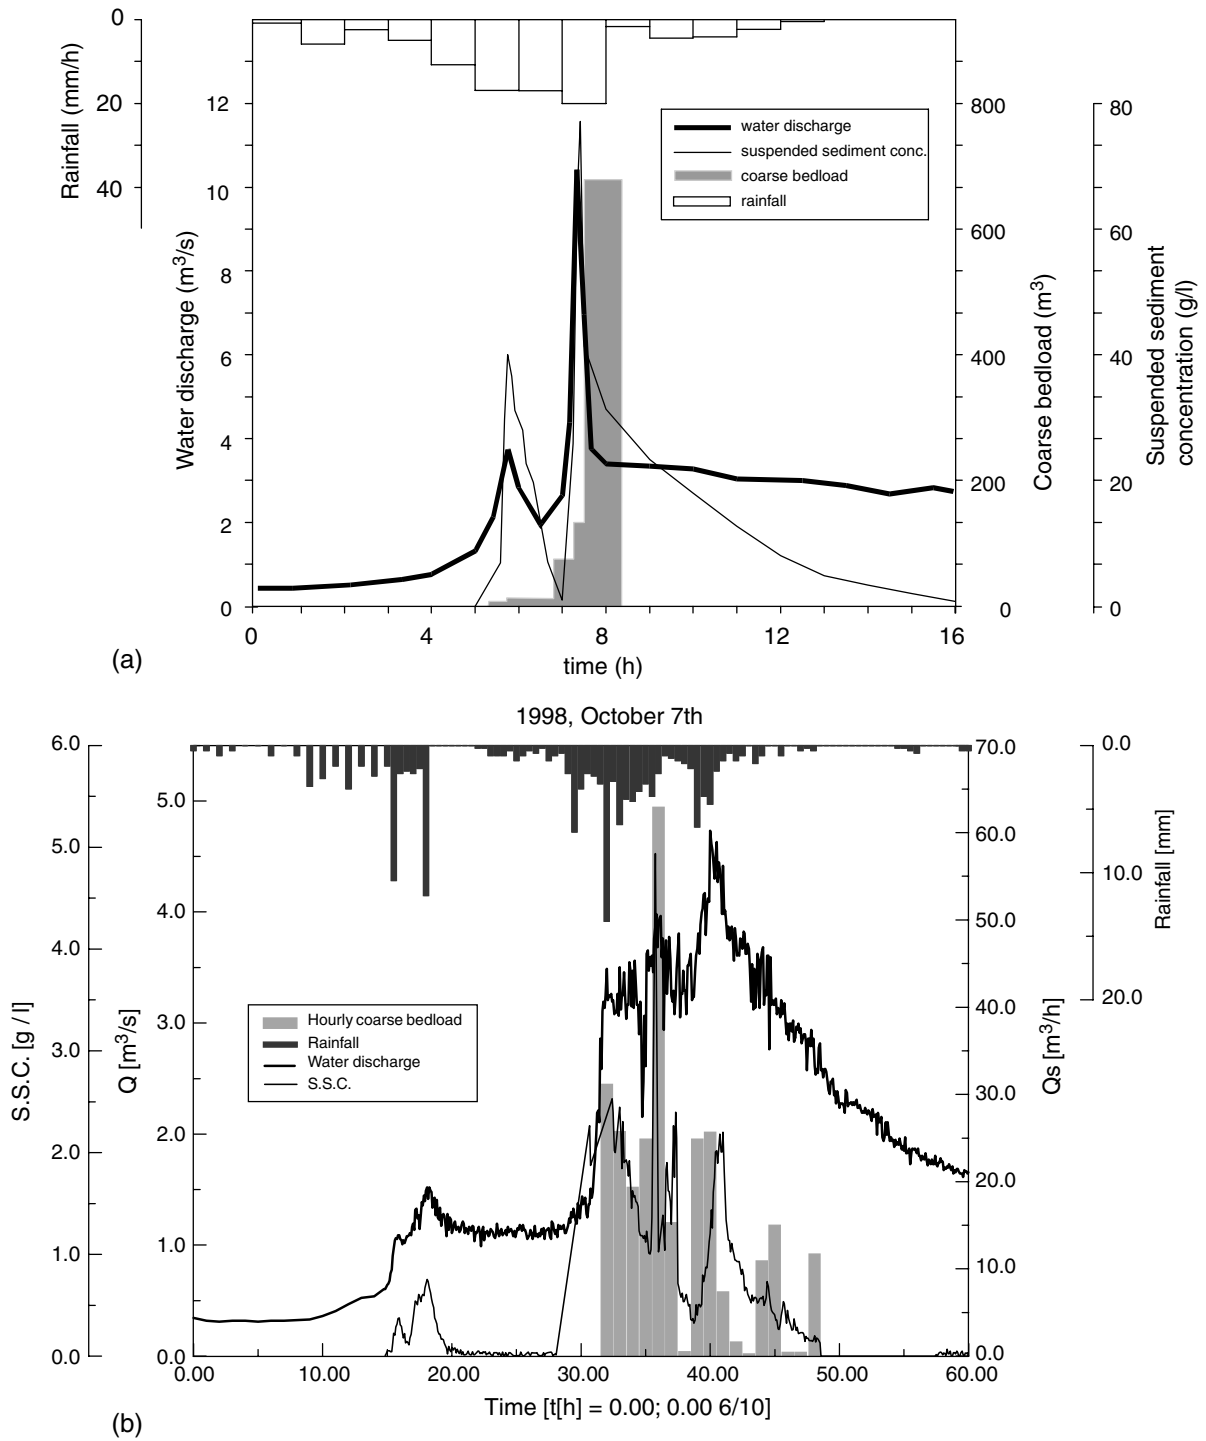 0
20
40
Rainfall (mm/h)
12
10
8
6
4
2
0
Water discharge (m³/s)
water discharge
suspended sediment conc.
coarse bedload
rainfall
800
600
400
200
0
Coarse bedload (m³)
80
60
40
20
0
Suspended sediment
concentration (g/l)
0 4 8 12 16
time (h)
(a)
1998, October 7th
6.0
5.0
4.0
3.0
2.0
1.0
0.0
S.S.C. [g / l]
5.0
4.0
3.0
2.0
1.0
0.0
Q [m³/s]
Hourly coarse bedload
Rainfall
Water discharge
S.S.C.
70.0
60.0
50.0
40.0
30.0
20.0
10.0
0.0
Qs [m³/h]
0.0
10.0
20.0
Rainfall [mm]
0.00 10.00 20.00 30.00 40.00 50.00 60.00
Time [t[h] = 0.00; 0.00 6/10]
(b)